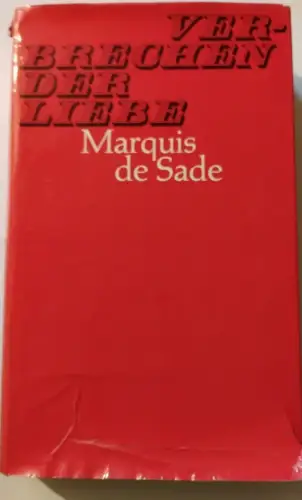 VER-
BRECHEN
DER
LIEBE
Marquis
de Sade